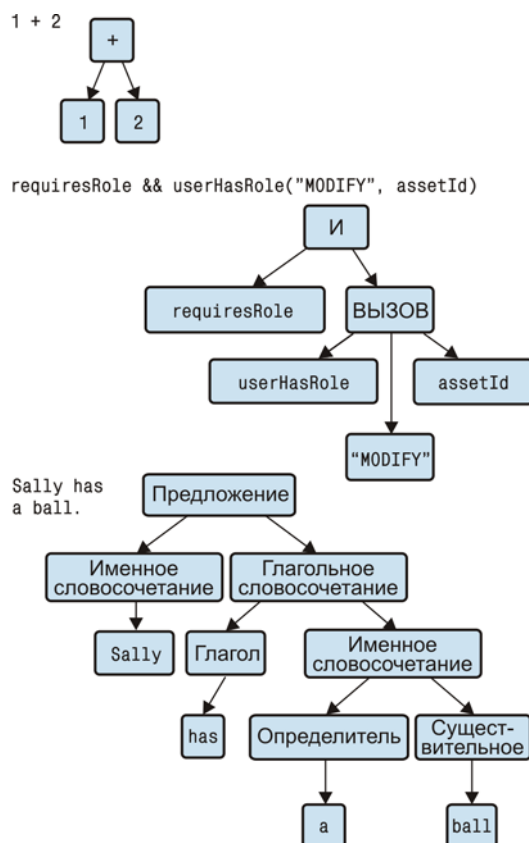 1 + 2
+
1
2
requiresRole && userHasRole("MODIFY", assetId)
И
requiresRole
ВЫЗОВ
userHasRole
assetId
“MODIFY”
Sally has
a ball.
Предложение
Именное
словосочетание
Глагольное
словосочетание
Sally
Глагол
Именное
словосочетание
has
Определитель
Сущест-
вительное
a
ball